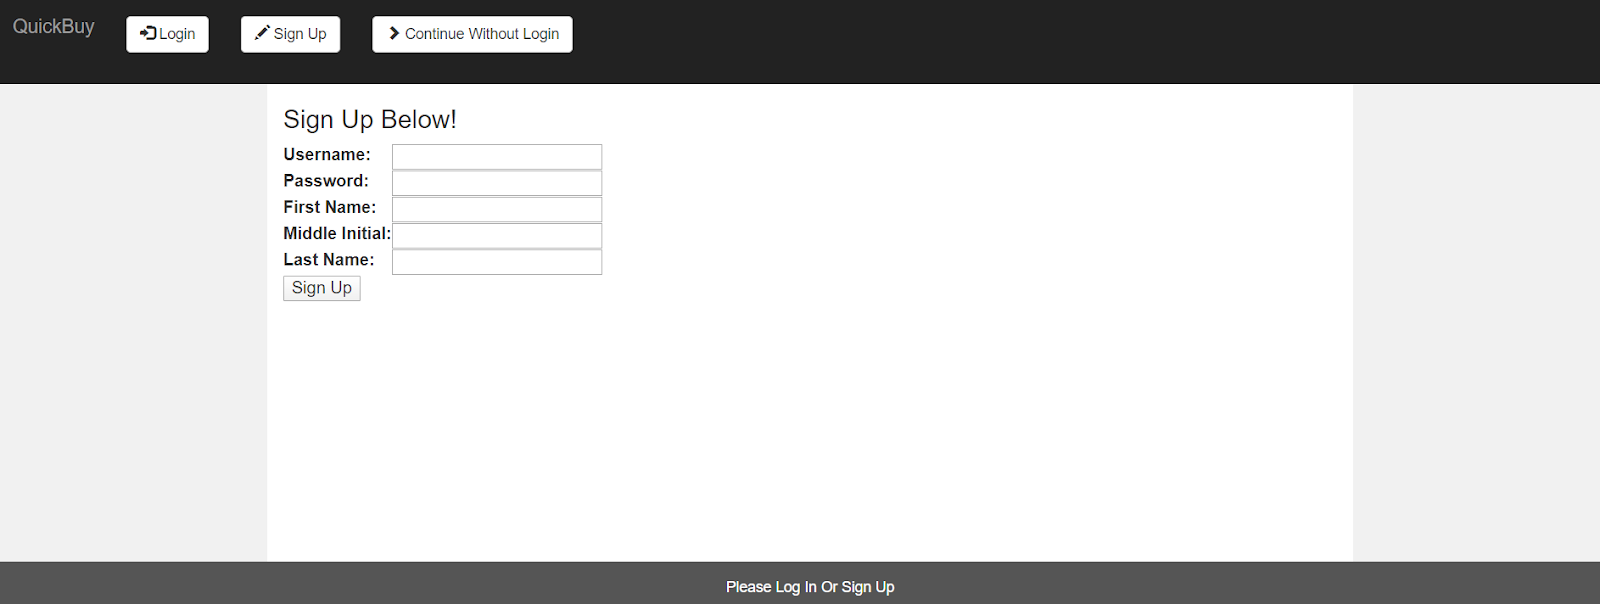 QuickBuy Login Sign Up Continue Without Login
Sign Up Below!
Username:
Password:
First Name:
Middle Initial:
Last Name:
Sign Up
Please Log In Or Sign Up